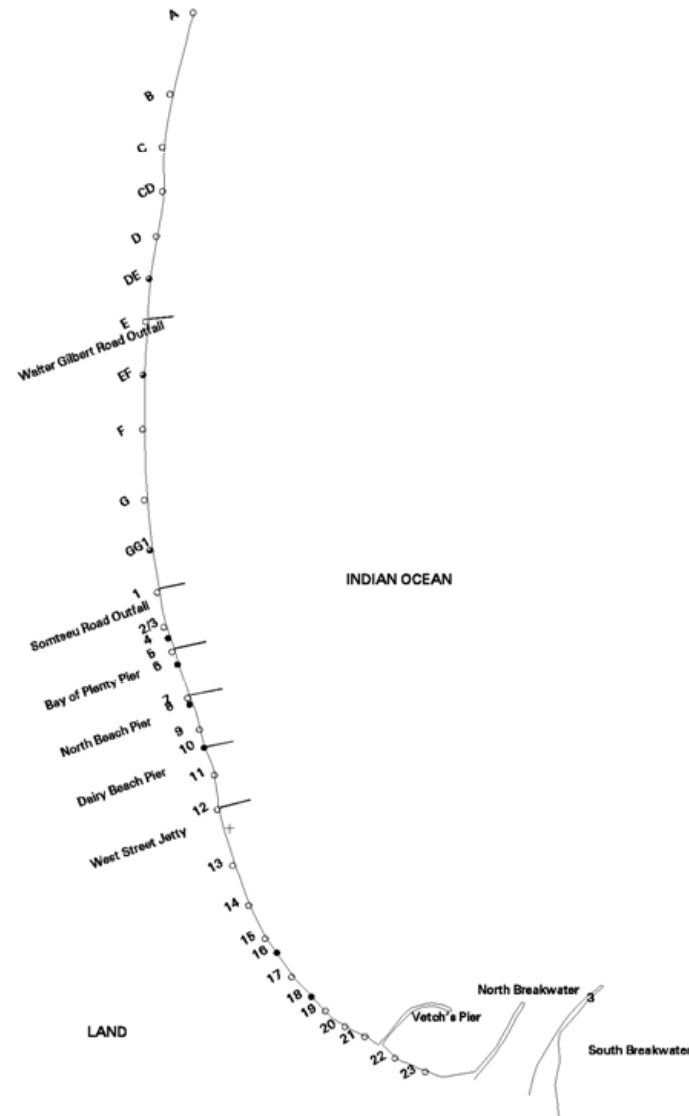 A
B
C
CD
D
DE
E
Walter Gilbert Road Outfall
EF
F
G
GG1
INDIAN OCEAN
1
Somtseu Road Outfall
2/3
4
5
6
Bay of Plenty Pier
7
8
North Beach Pier
9
10
11
Dairy Beach Pier
12
West Street Jetty
13
14
15
16
17
18
19
20
21
22
23
Vetch's Pier
North Breakwater
3
South Breakwater
LAND